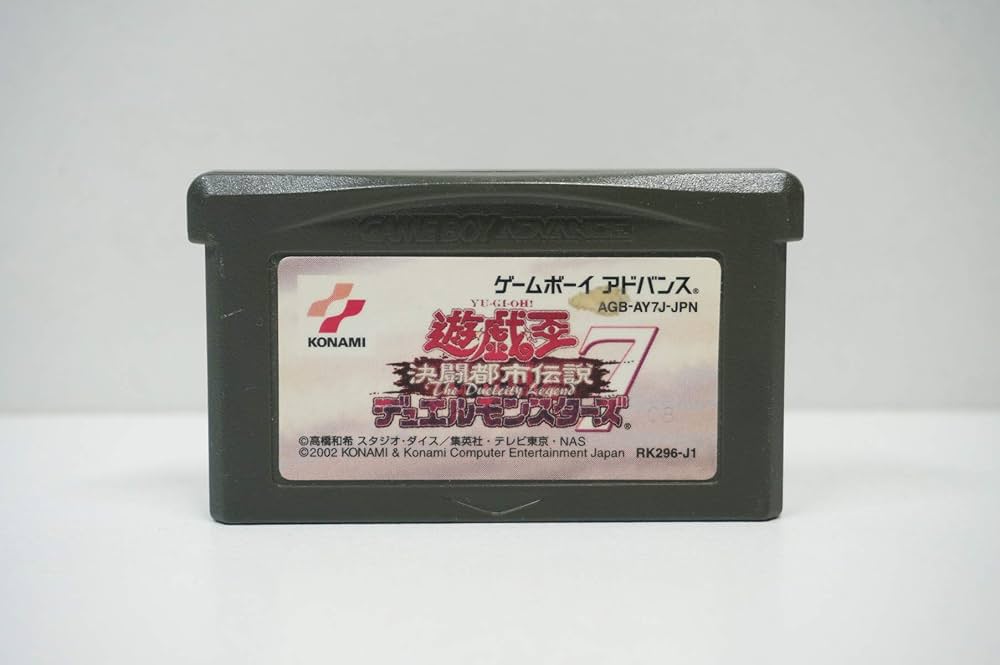 GAME BOY ADVANCE
ゲームボーイ アドバンス®
AGB-AY7J-JPN
KONAMI
YU-GI-OH!
遊戯王
7
決闘都市伝説
The Duelcity Legend
デュエルモンスターズ®
08
©高橋和希 スタジオ・ダイス/集英社・テレビ東京・NAS
©2002 KONAMI & Konami Computer Entertainment Japan RK296-J1